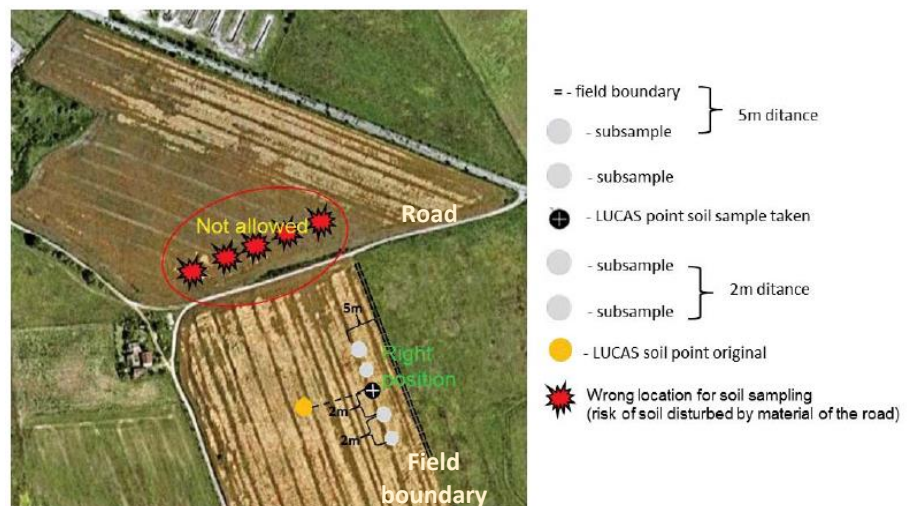 Not allowed
Road
5m
Right
position
2m
2m
Field
boundary
= - field boundary
5m ditance
- subsample
- subsample
- LUCAS point soil sample taken
- subsample
2m ditance
- subsample
- LUCAS soil point original
Wrong location for soil sampling
(risk of soil disturbed by material of the road)